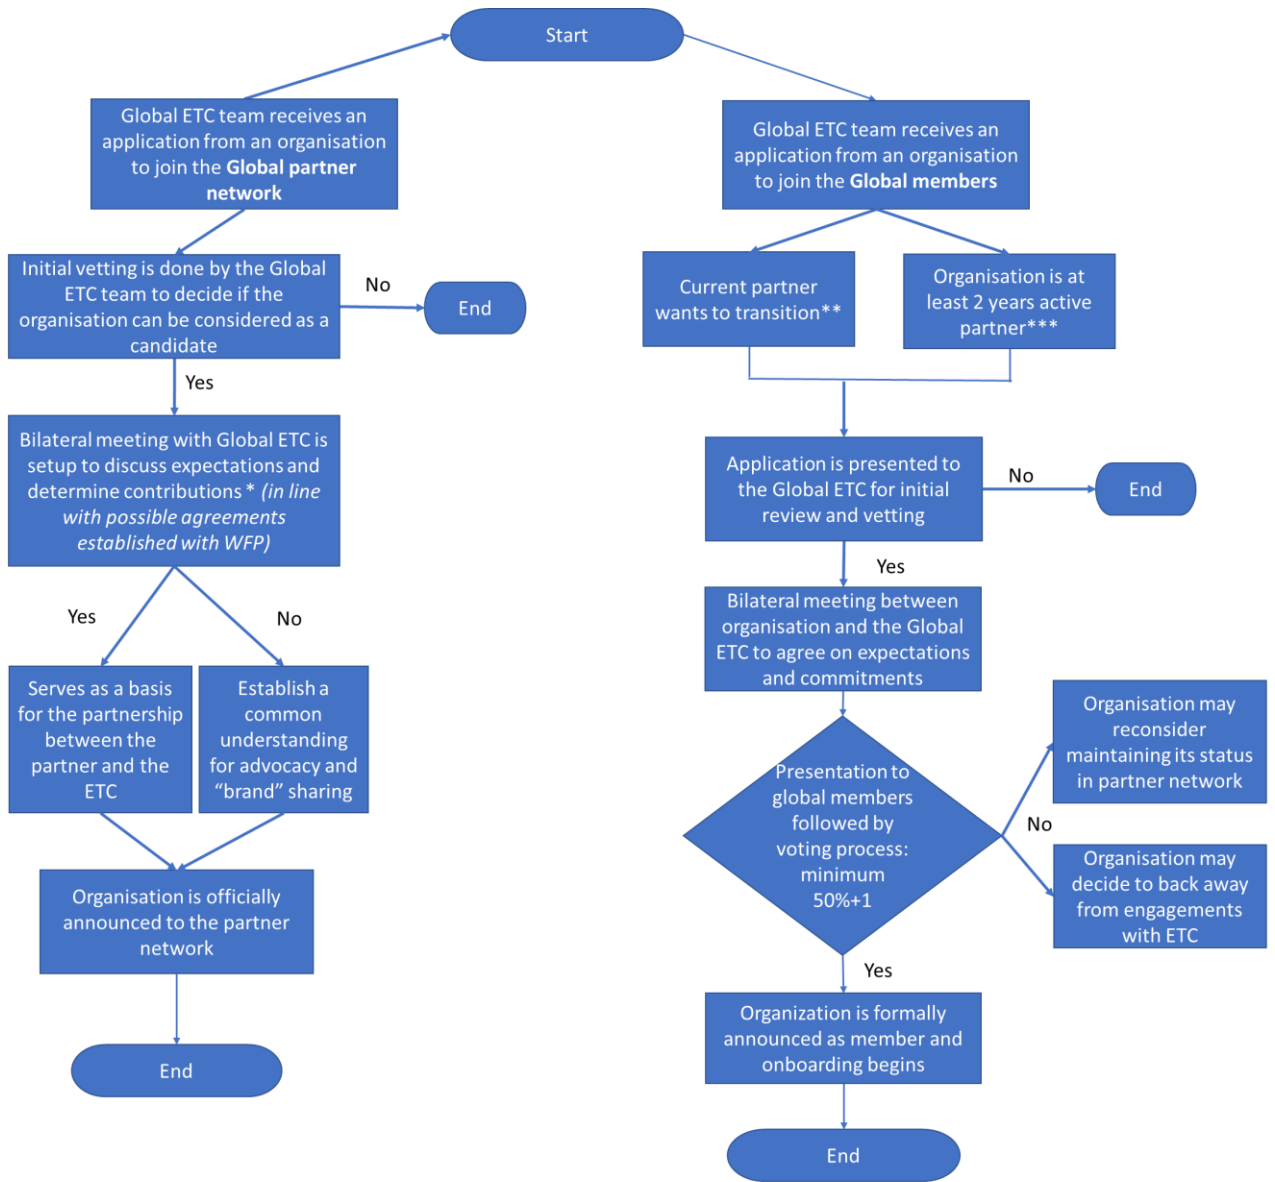 Start
Global ETC team receives an
application from an organisation
to join the Global partner
network
Initial vetting is done by the Global
ETC team to decide if the
organisation can be considered as a
candidate
No
End
Yes
Bilateral meeting with Global ETC is
setup to discuss expectations and
determine contributions * (in line
with possible agreements
established with WFP)
Yes
No
Serves as a basis
for the partnership
between the
partner and the
ETC
Establish a
common
understanding
for advocacy and
“brand” sharing
Organisation is officially
announced to the partner
network
End
Global ETC team receives an
application from an organisation
to join the Global members
Current partner
wants to transition**
Organisation is at
least 2 years active
partner***
Application is presented to
the Global ETC for initial
review and vetting
No
End
Yes
Bilateral meeting between
organisation and the Global
ETC to agree on expectations
and commitments
Presentation to
global members
followed by
voting process:
minimum
50%+1
No
Organisation may
reconsider
maintaining its status
in partner network
Organisation may
decide to back away
from engagements
with ETC
Yes
Organization is formally
announced as member and
onboarding begins
End